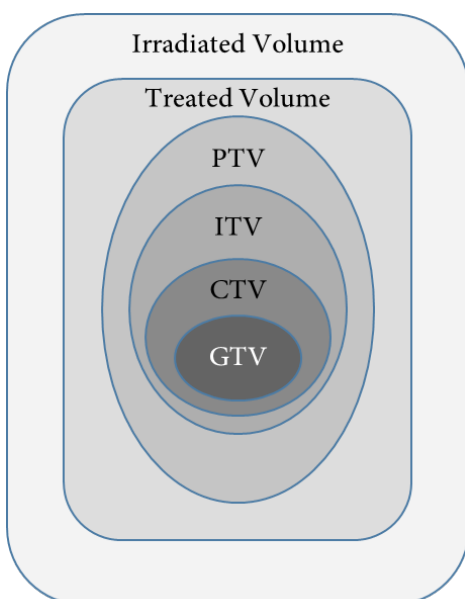 Irradiated Volume
Treated Volume
PTV
ITV
CTV
GTV